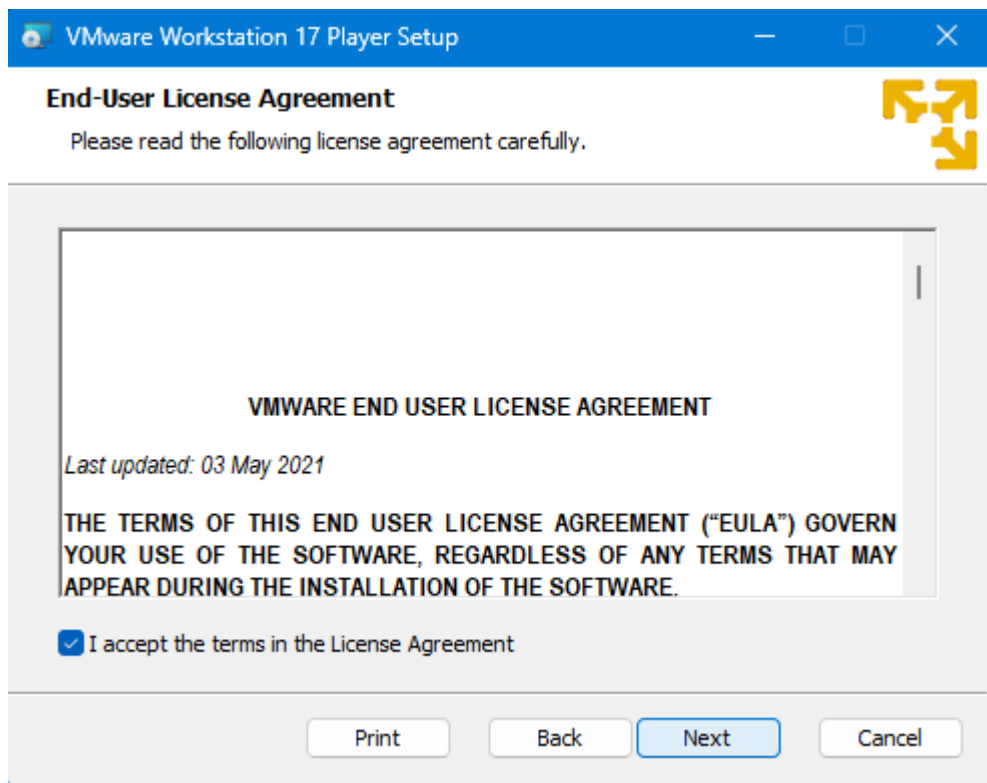 VMware Workstation 17 Player Setup
End-User License Agreement
Please read the following license agreement carefully.
VMWARE END USER LICENSE AGREEMENT
Last updated: 03 May 2021
THE TERMS OF THIS END USER LICENSE AGREEMENT (“EULA”) GOVERN
YOUR USE OF THE SOFTWARE, REGARDLESS OF ANY TERMS THAT MAY
APPEAR DURING THE INSTALLATION OF THE SOFTWARE.
I accept the terms in the License Agreement
Print Back Next Cancel